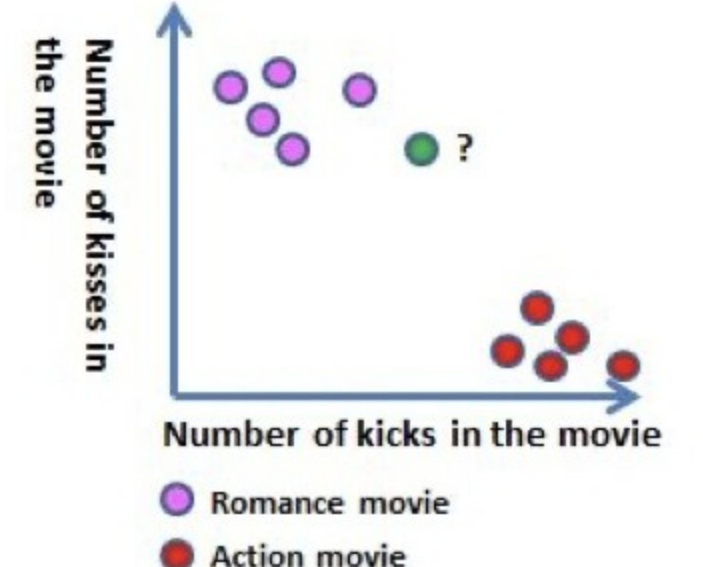 Number of kisses in
the movie
?
Number of kicks in the movie
Romance movie
Action movie